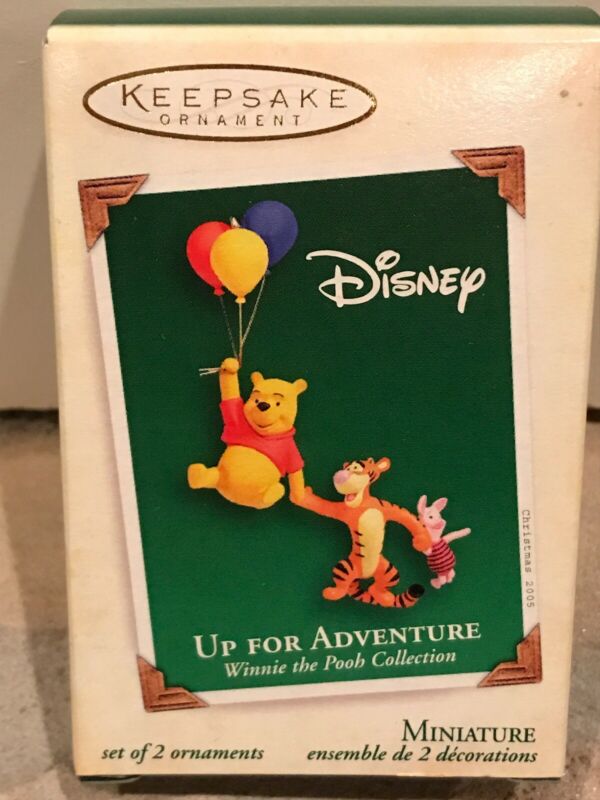 KEEPSAKE
ORNAMENT
Disney
Christmas 2005
UP FOR ADVENTURE
Winnie the Pooh Collection
MINIATURE
set of 2 ornaments
ensemble de 2 décorations